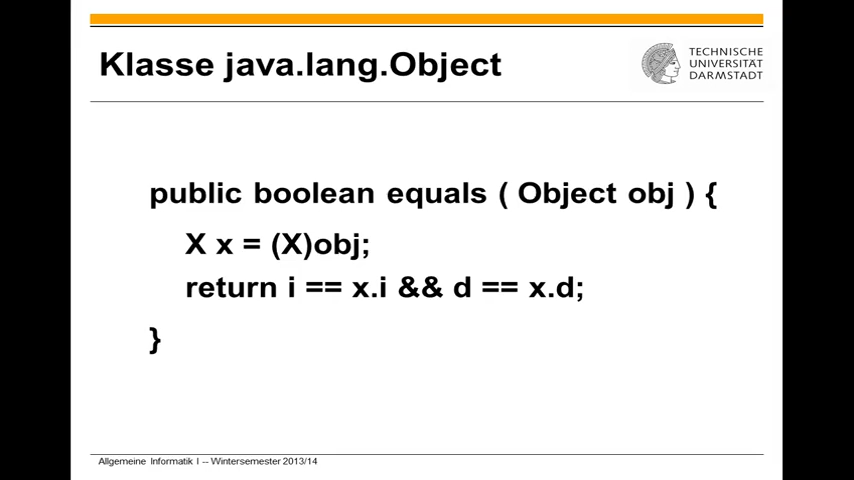 Klasse java.lang.Object
TECHNISCHE
UNIVERSITÄT
DARMSTADT
public boolean equals ( Object obj ) {
X x = (X)obj;
return i == x.i && d == x.d;
}
Allgemeine Informatik I -- Wintersemester 2013/14